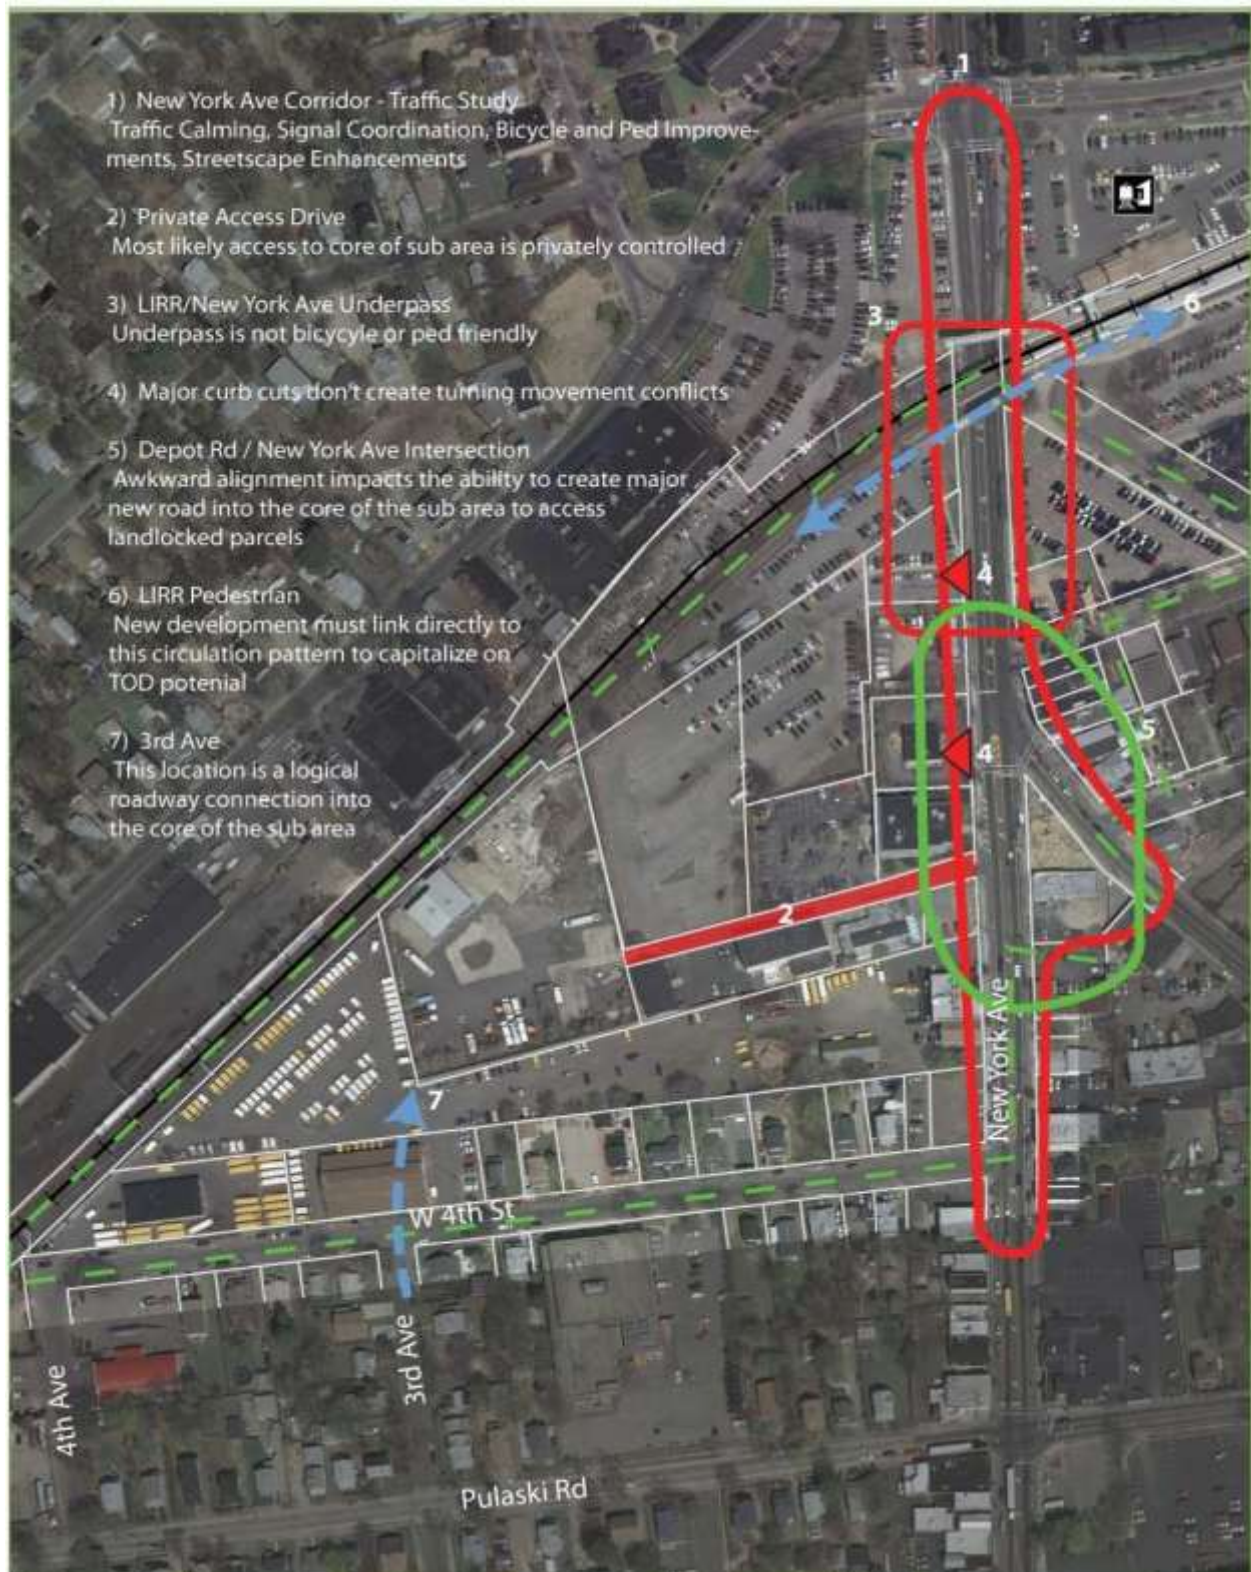 1) New York Ave Corridor - Traffic Study
Traffic Calming, Signal Coordination, Bicycle and Ped Improve-
ments, Streetscape Enhancements
2) Private Access Drive
Most likely access to core of sub area is privately controlled
3) LIRR/New York Ave Underpass
Underpass is not bicycyle or ped friendly
4) Major curb cuts don't create turning movement conflicts
5) Depot Rd / New York Ave Intersection
Awkward alignment impacts the ability to create major
new road into the core of the sub area to access
landlocked parcels
6) LIRR Pedestrian
New development must link directly to
this circulation pattern to capitalize on
TOD potenial
7) 3rd Ave
This location is a logical
roadway connection into
the core of the sub area
1
3
6
4
4
5
2
7
New York Ave
W 4th St
3rd Ave
4th Ave
Pulaski Rd